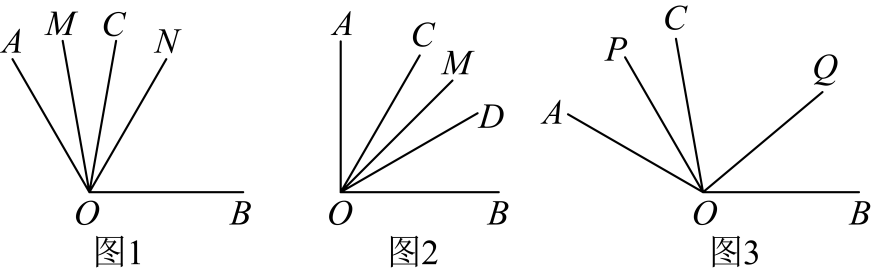 A M C N
O B
图1
A C M D
O B
图2
A P C Q
O B
图3